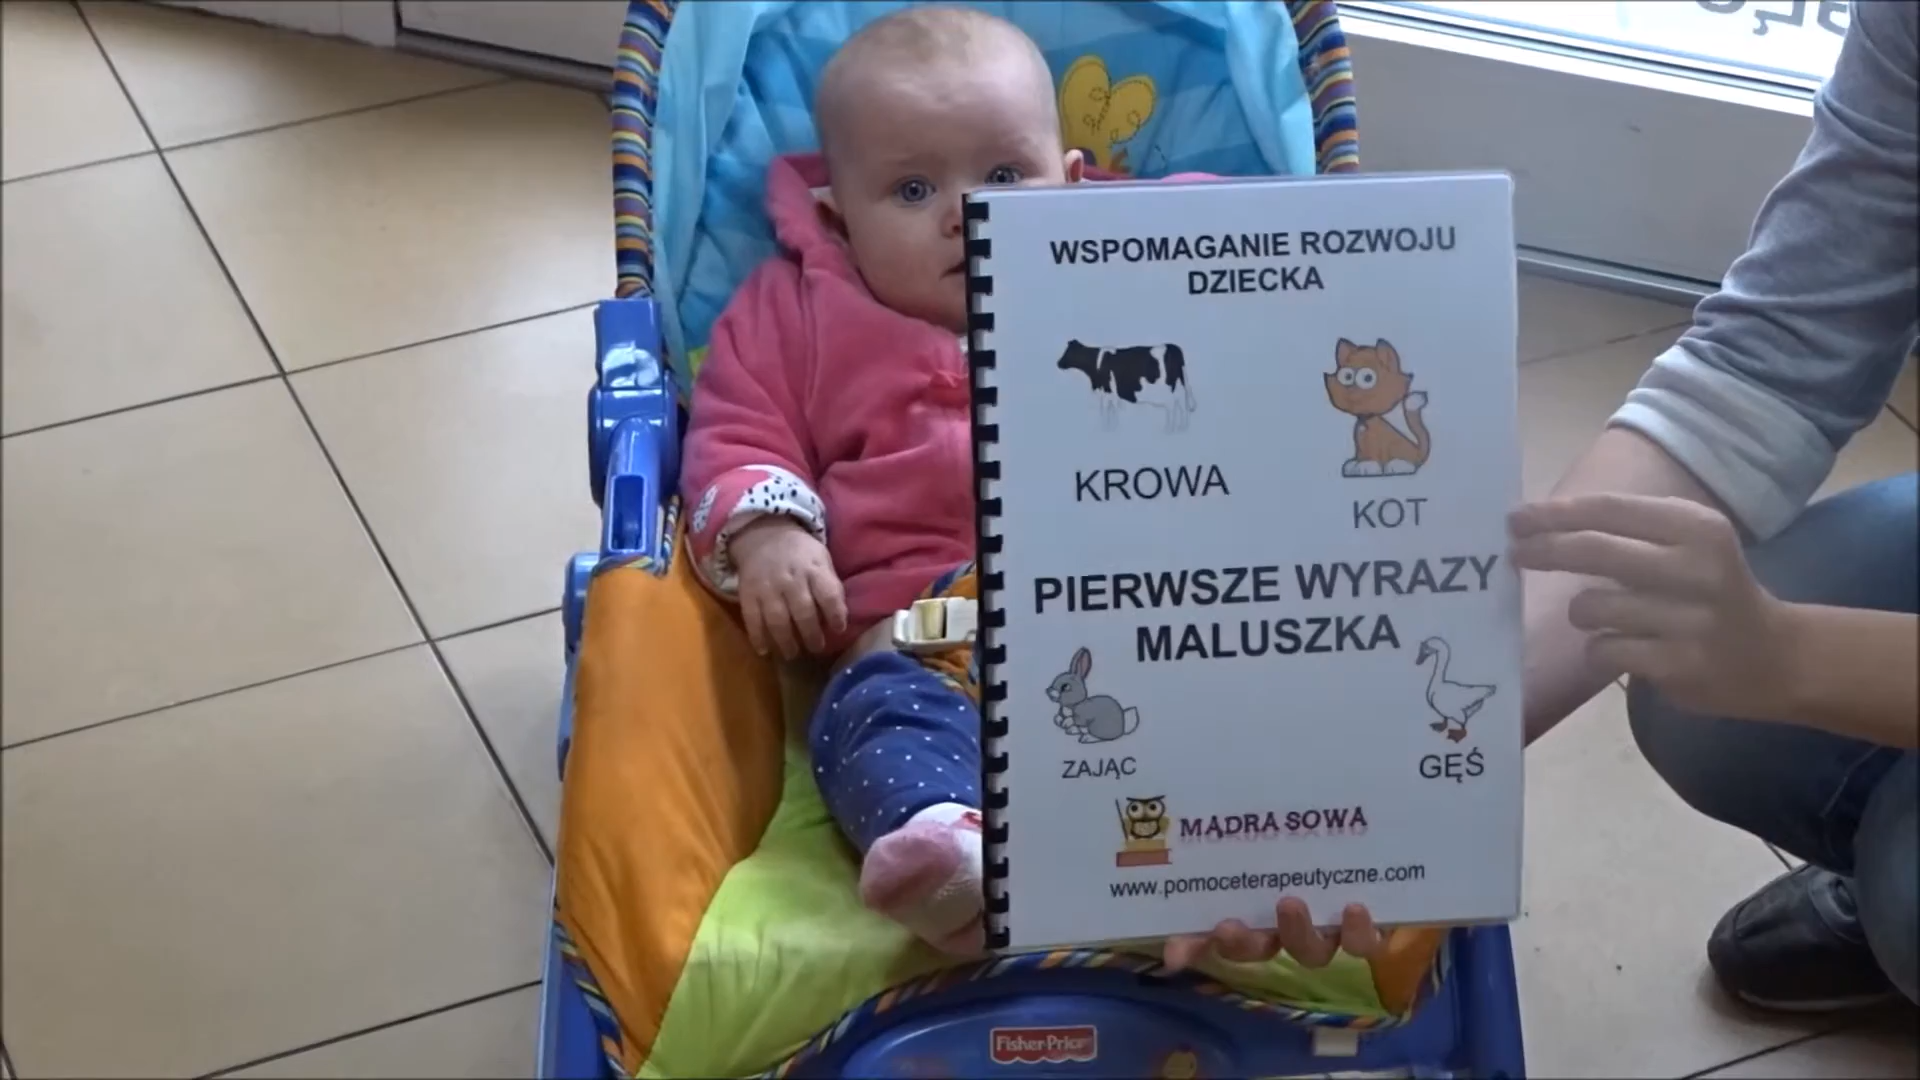 WSPOMAGANIE ROZWOJU
DZIECKA
KROWA
KOT
PIERWSZE WYRAZY
MALUSZKA
ZAJĄC
GĘŚ
MĄDRA SOWA
www.pomoceterapeutyczne.com
Fisher-Price